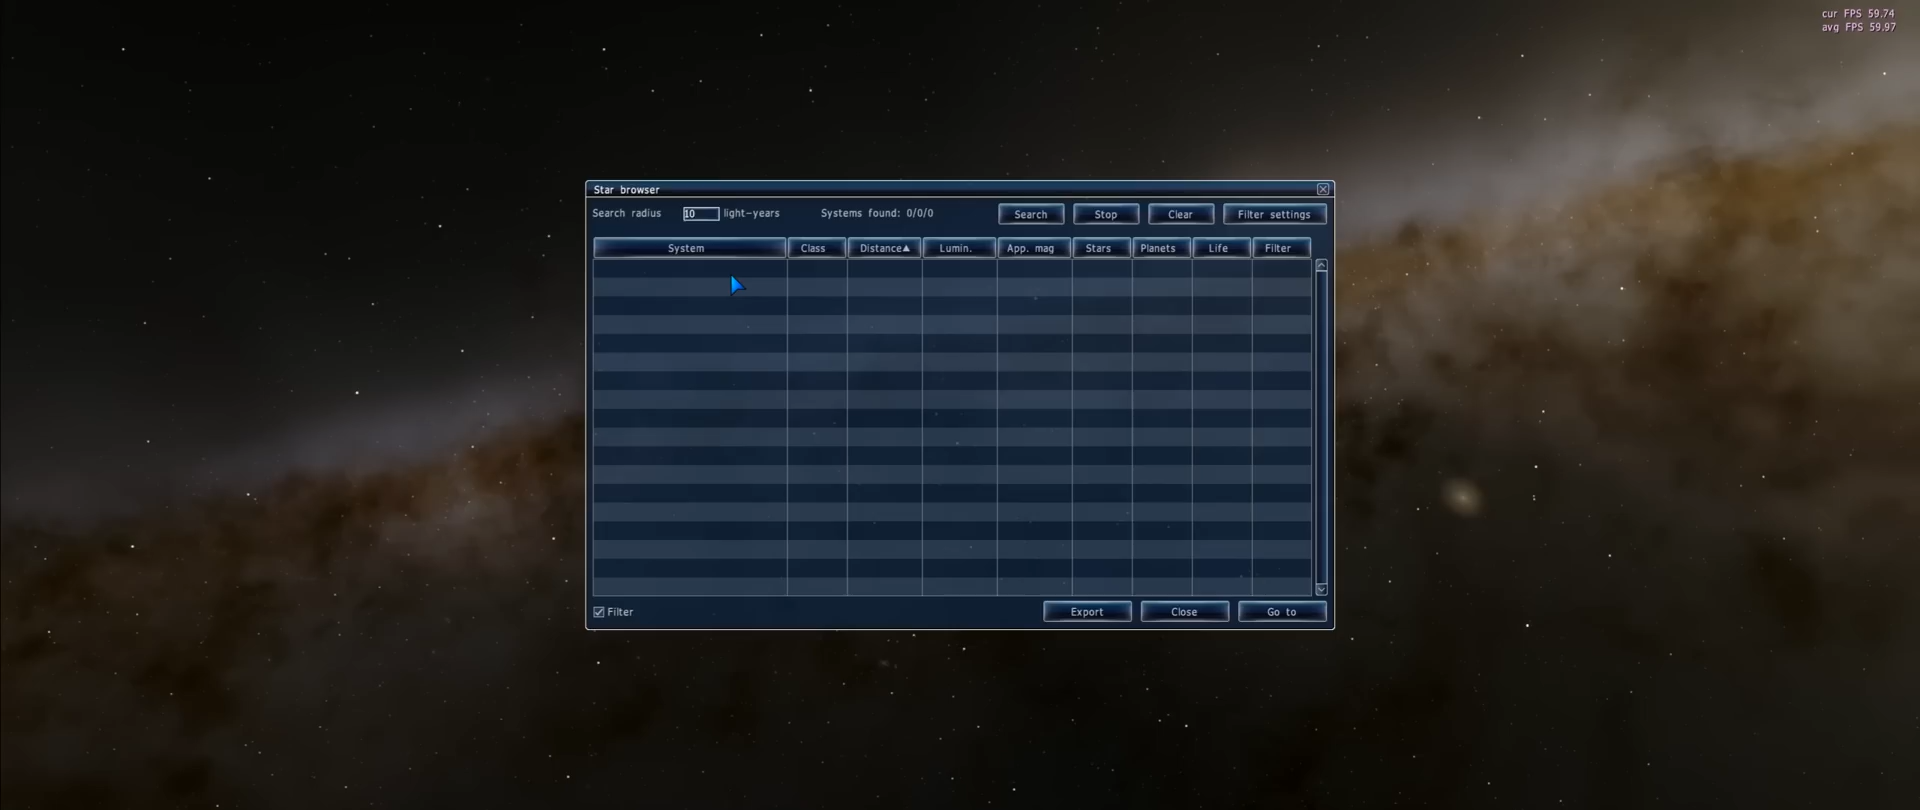 cur FPS 59.74
avg FPS 59.97
Star browser
Search radius 10 light-years Systems found: 0/0/0 Search Stop Clear Filter settings
System Class Distance▲ Lumin. App. mag Stars Planets Life Filter
Filter Export Close Go to